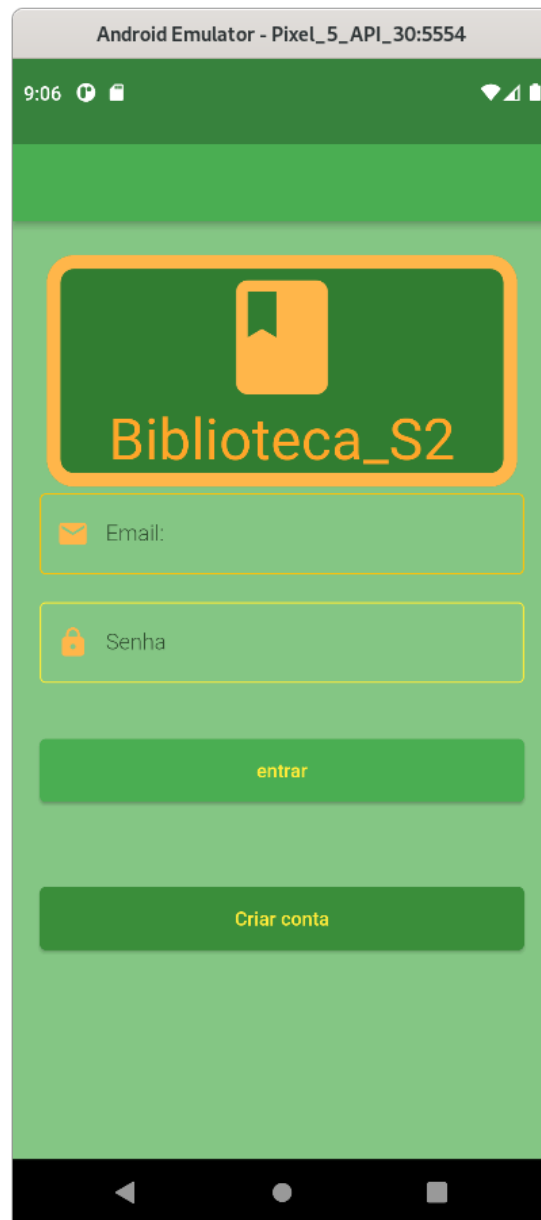 Android Emulator - Pixel_5_API_30:5554
9:06
Biblioteca_S2
Email:
Senha
entrar
Criar conta